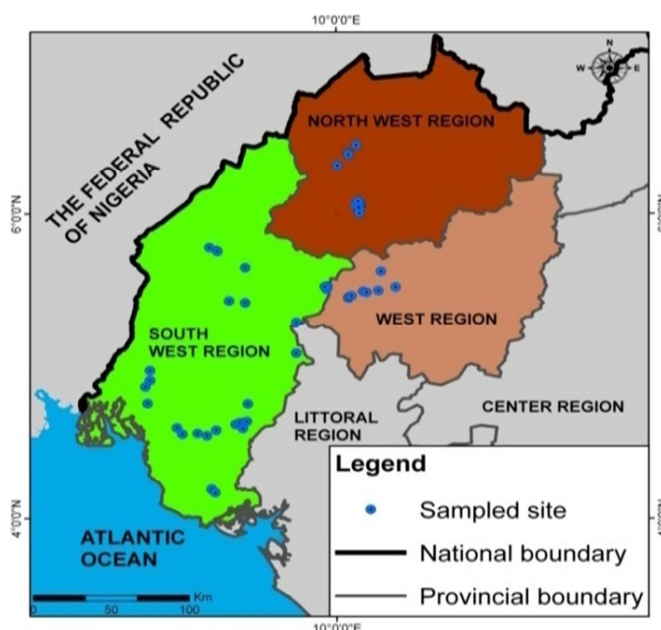 10°0'0"E
N
W
E
S
NORTH WEST REGION
THE FEDERAL REPUBLIC
OF NIGERIA
6°0'0"N
WEST REGION
SOUTH
WEST REGION
LITTORAL
REGION
CENTER REGION
Legend
Sampled site
National boundary
Provincial boundary
4°0'0"N
ATLANTIC
OCEAN
Km
0
50
100
10°0'0"E